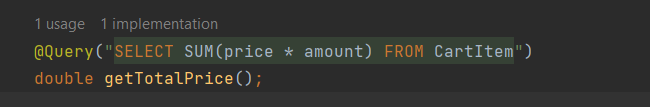 1 usage 1 implementation
@Query("SELECT SUM(price * amount) FROM CartItem")
double getTotalPrice();